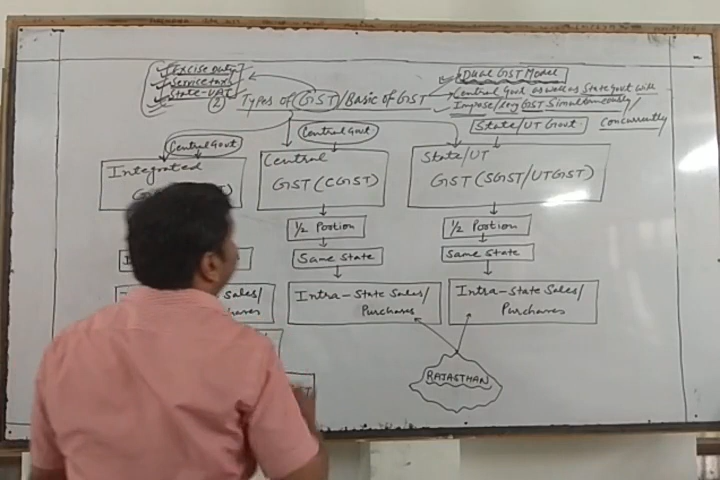 Excise duty
Service tax
State-VAT
(2) Types of GST/Basic of GST
Dual GST Model
Central Govt as well as State Govt will
Impose/levy GST Simultaneously/
Concurrently
Central Govt
Central Govt
State/UT Govt.
Integrated
Central
GST (CGST)
State/UT
GST (SGST/UTGST)
1/2 Portion
1/2 Portion
Same State
Same State
Sales/
Intra-State Sales/
Purchases
Intra-State Sales/
Purchases
RAJASTHAN